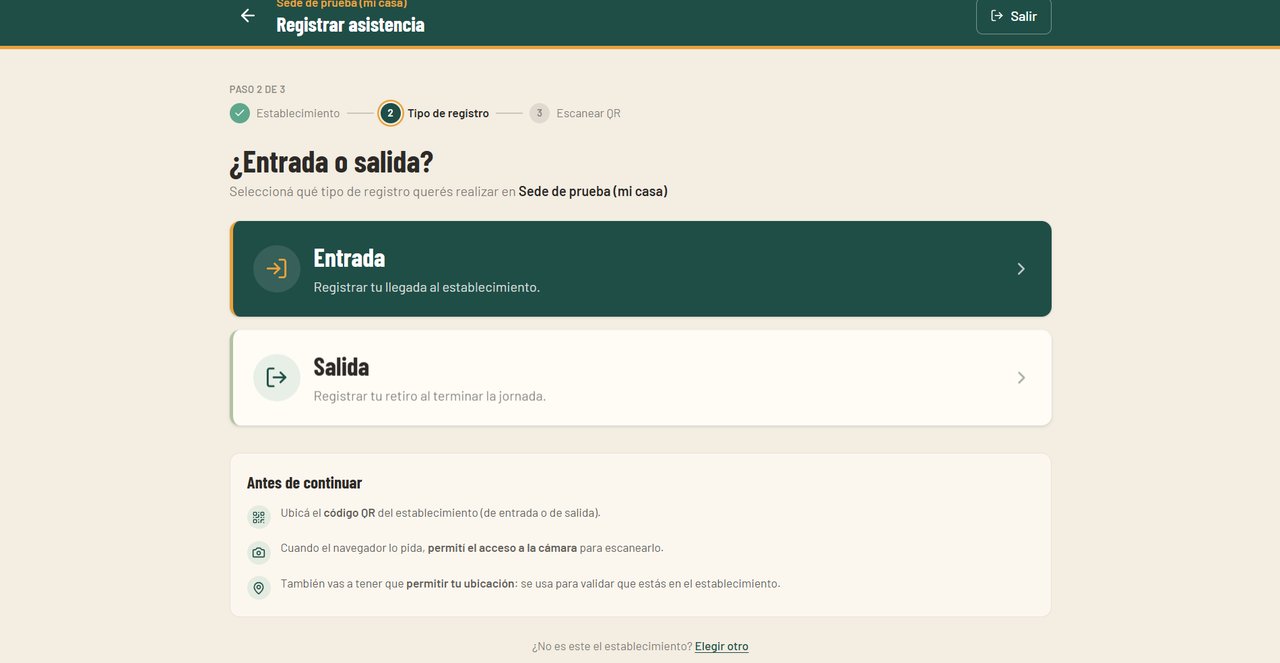 Sede de prueba (mi casa)
Registrar asistencia
Salir
PASO 2 DE 3
Establecimiento
2 Tipo de registro
3 Escanear QR
¿Entrada o salida?
Seleccioná qué tipo de registro querés realizar en Sede de prueba (mi casa)
Entrada
Registrar tu llegada al establecimiento.
Salida
Registrar tu retiro al terminar la jornada.
Antes de continuar
Ubicá el código QR del establecimiento (de entrada o de salida).
Cuando el navegador lo pida, permití el acceso a la cámara para escanearlo.
También vas a tener que permitir tu ubicación: se usa para validar que estás en el establecimiento.
¿No es este el establecimiento? Elegir otro